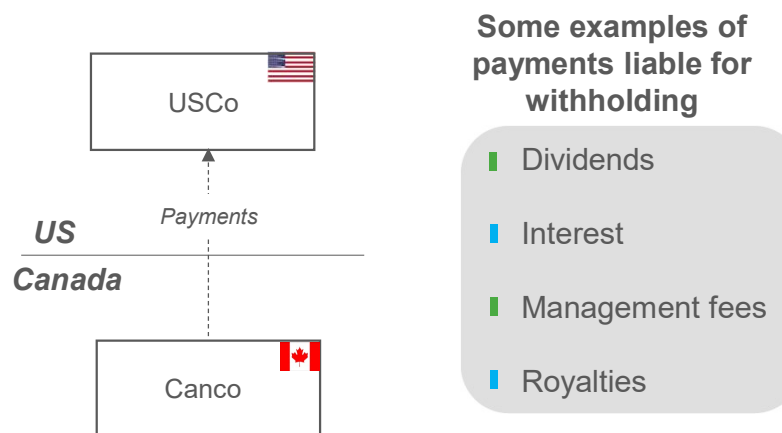 USCo
Payments
US
Canada
Canco
Some examples of
payments liable for
withholding
Dividends
Interest
Management fees
Royalties